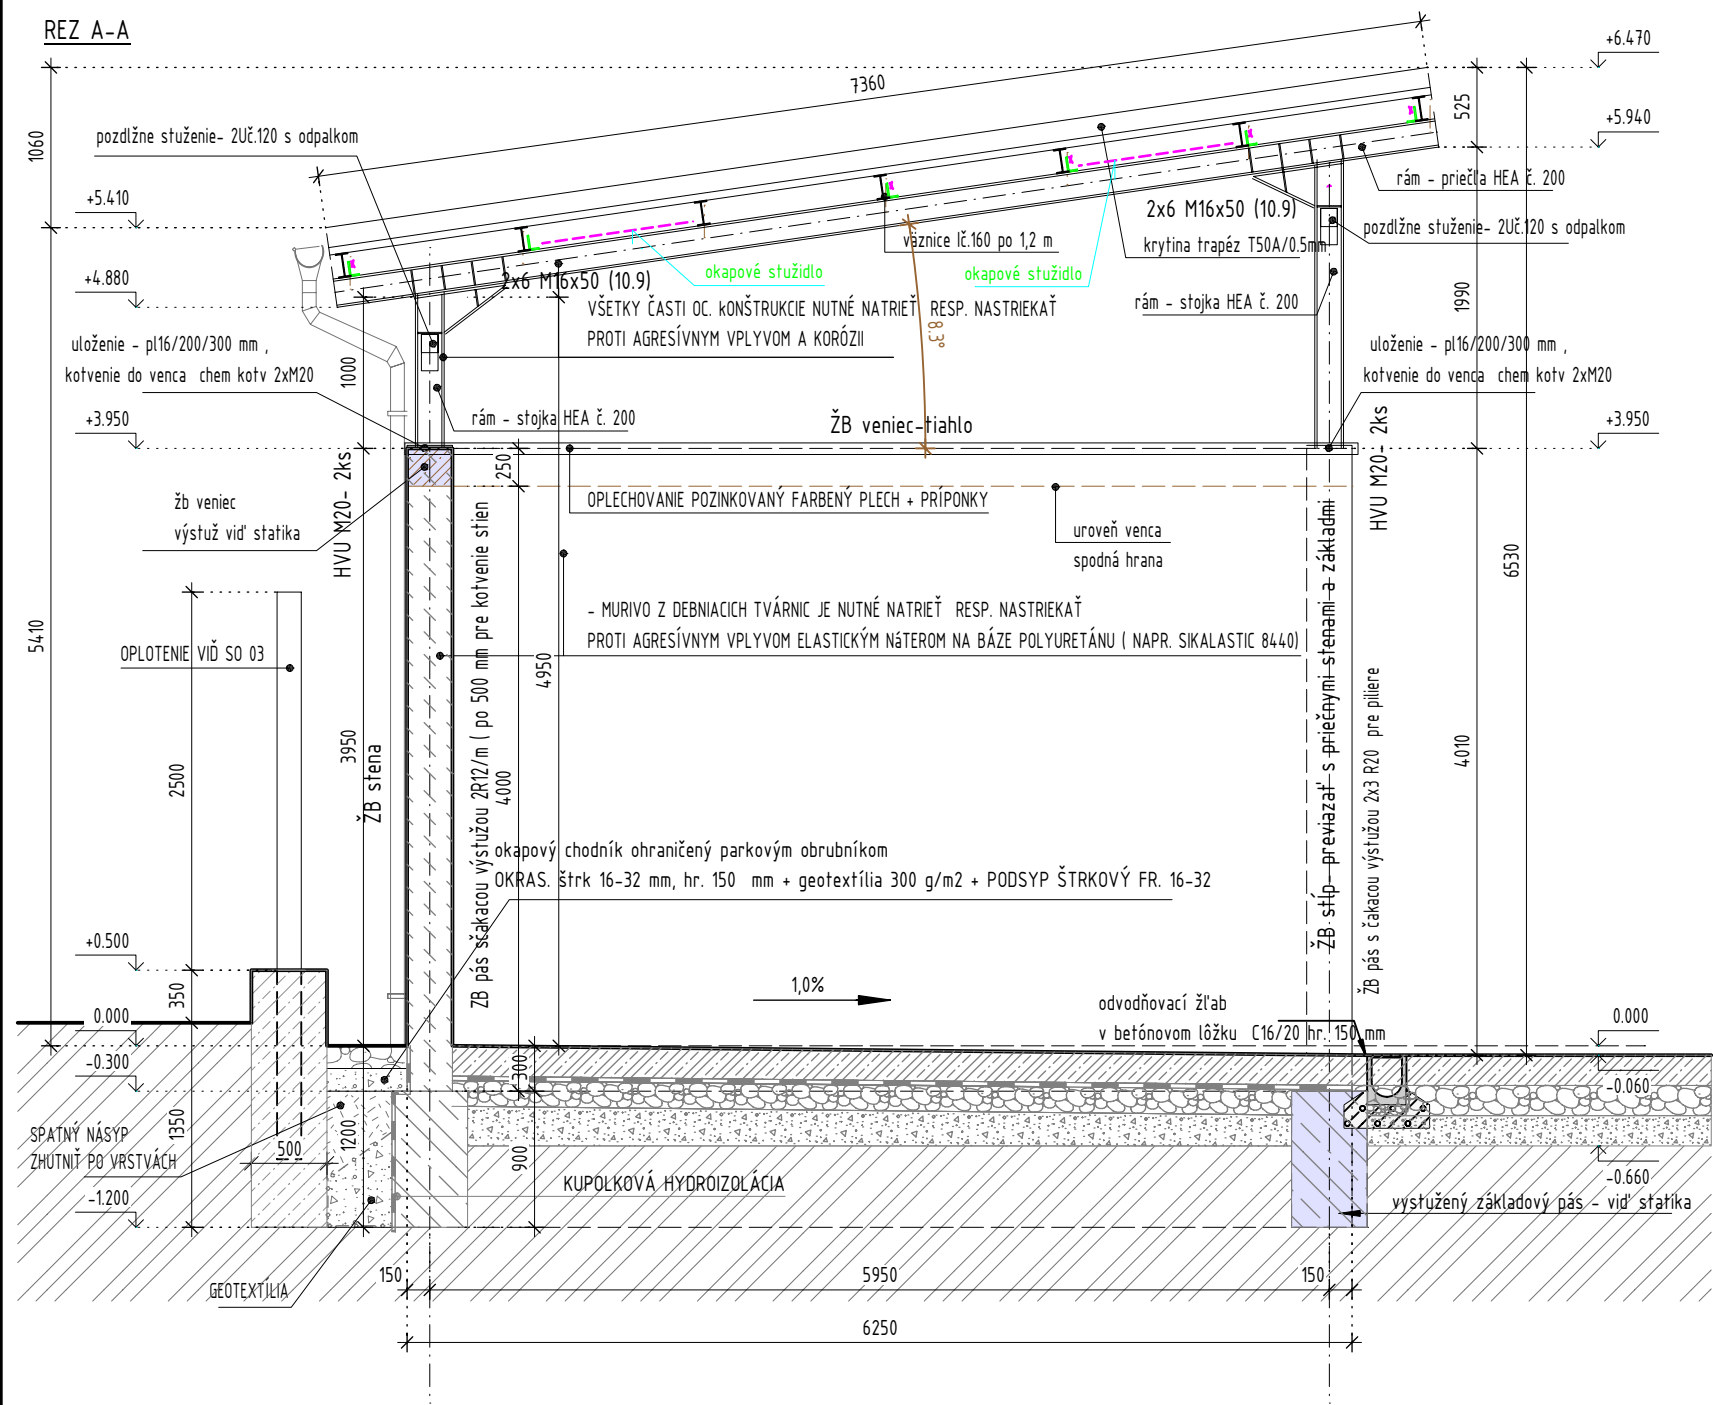 REZ A-A
+6.470
7360
525
1060
pozdĺžne stuženie- 2Uč.120 s odpalkom
+5.940
rám - priečľa HEA č. 200
+5.410
2x6 M16x50 (10.9)
pozdĺžne stuženie- 2Uč.120 s odpalkom
väznice Ič.160 po 1,2 m
krytina trapéz T50A/0.5mm
okapové stužidlo
okapové stužidlo
+4.880
2x6 M16x50 (10.9)
rám - stojka HEA č. 200
1990
VŠETKY ČASTI OC. kONŠTRUKCIE NUTNÉ NATRIEŤ RESP. NASTRIEKAŤ
PROTI AGRESÍVNYM VPLYVOM A KORÓZII
8.3°
uloženie - pl16/200/300 mm ,
kotvenie do venca chem kotv 2xM20
1000
uloženie - pl16/200/300 mm ,
kotvenie do venca chem kotv 2xM20
+3.950
rám - stojka HEA č. 200
ŽB veniec-tiahlo
+3.950
HVU M20- 2ks
250
HVU M20- 2ks
žb veniec
výstuž viď statika
OPLECHOVANIE POZINKOVANÝ FARBENÝ PLECH + PRÍPONKY
uroveň venca
spodná hrana
6530
5410
- MURIVO Z DEBNIACICH TVÁRNIC JE NUTNÉ NATRIEŤ RESP. NASTRIEKAŤ
PROTI AGRESÍVNYM VPLYVOM ELASTICKÝM NáTEROM NA BÁZE POLYURETÁNU ( NAPR. SIKALASTIC 8440)
OPLOTENIE VIĎ SO 03
4950
2500
3950
ŽB stena
ŽB pás sčakacou výstužou 2R12/m ( po 500 mm pre kotvenie stien
4000
ŽB stĺp- previazať s priečnymi stenami a základmi
ŽB pás s čakacou výstužou 2x3 R20 pre piliere
4010
okapový chodník ohraničený parkovým obrubníkom
OKRAS. štrk 16-32 mm, hr. 150 mm + geotextília 300 g/m2 + PODSYP ŠTRKOVÝ FR. 16-32
+0.500
350
1,0%
odvodňovací žľab
v betónovom lôžku C16/20 hr. 150 mm
0.000
0.000
-0.300
300
-0.060
SPATNÝ NÁSYP
ZHUTNIŤ PO VRSTVÁCH
1350
500
1200
900
-0.660
KUPOLKOVÁ HYDROIZOLÁCIA
-1.200
vystužený základový pás - viď statika
GEOTEXTÍLIA
150
5950
150
6250